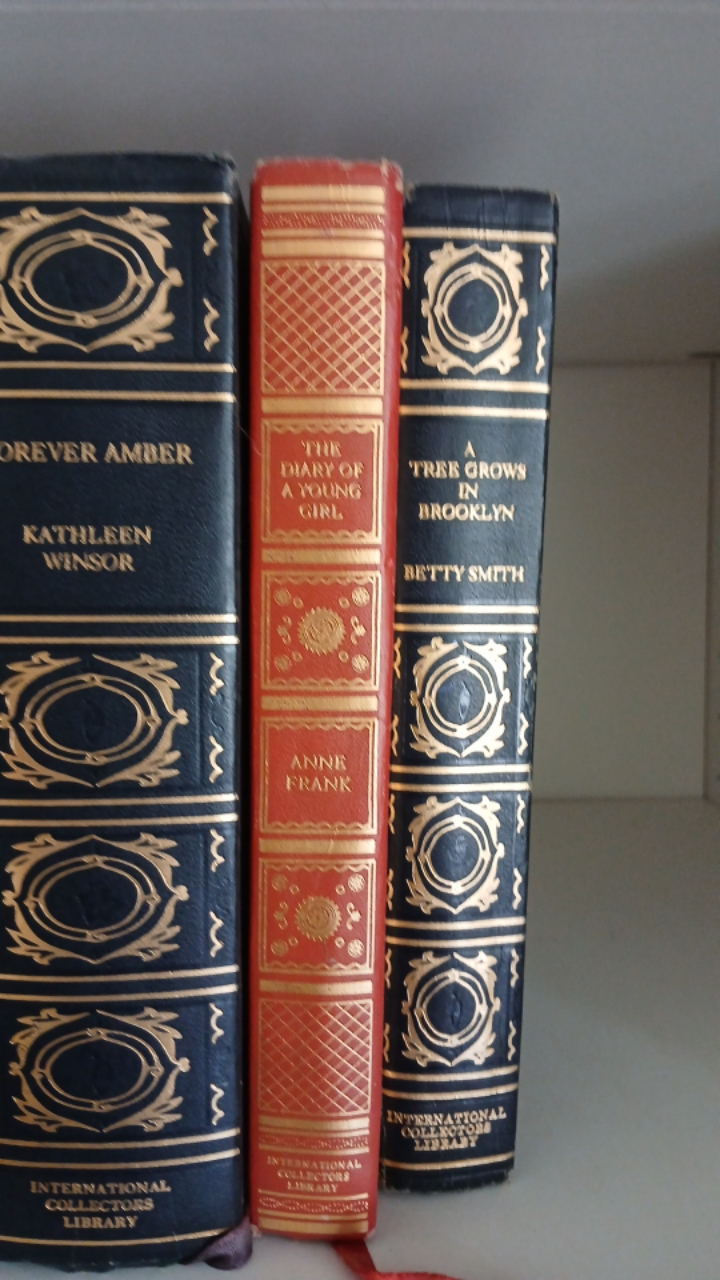 OREVER AMBER
KATHLEEN
WINSOR
INTERNATIONAL
COLLECTORS
LIBRARY
THE
DIARY OF
A YOUNG
GIRL
ANNE
FRANK
INTERNATIONAL
COLLECTORS
LIBRARY
A
TREE GROWS
IN
BROOKLYN
BETTY SMITH
INTERNATIONAL
COLLECTORS
LIBRARY